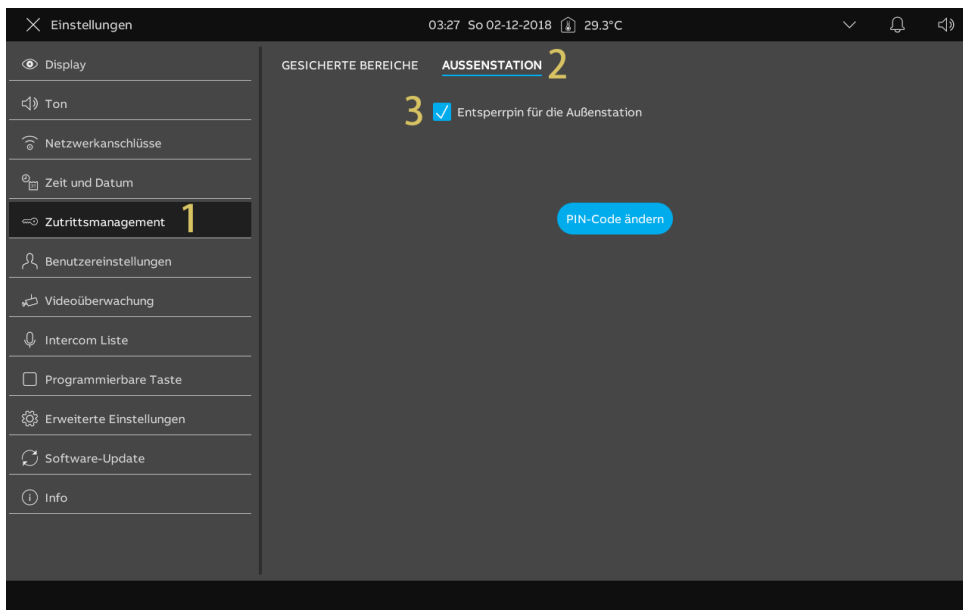 Einstellungen
03:27 So 02-12-2018 29.3°C
Display
Ton
Netzwerkanschlüsse
Zeit und Datum
Zutrittsmanagement 1
Benutzereinstellungen
Videoüberwachung
Intercom Liste
Programmierbare Taste
Erweiterte Einstellungen
Software-Update
Info
GESICHERTE BEREICHE AUSSENSTATION 2
3 Entsperrpin für die Außenstation
PIN-Code ändern